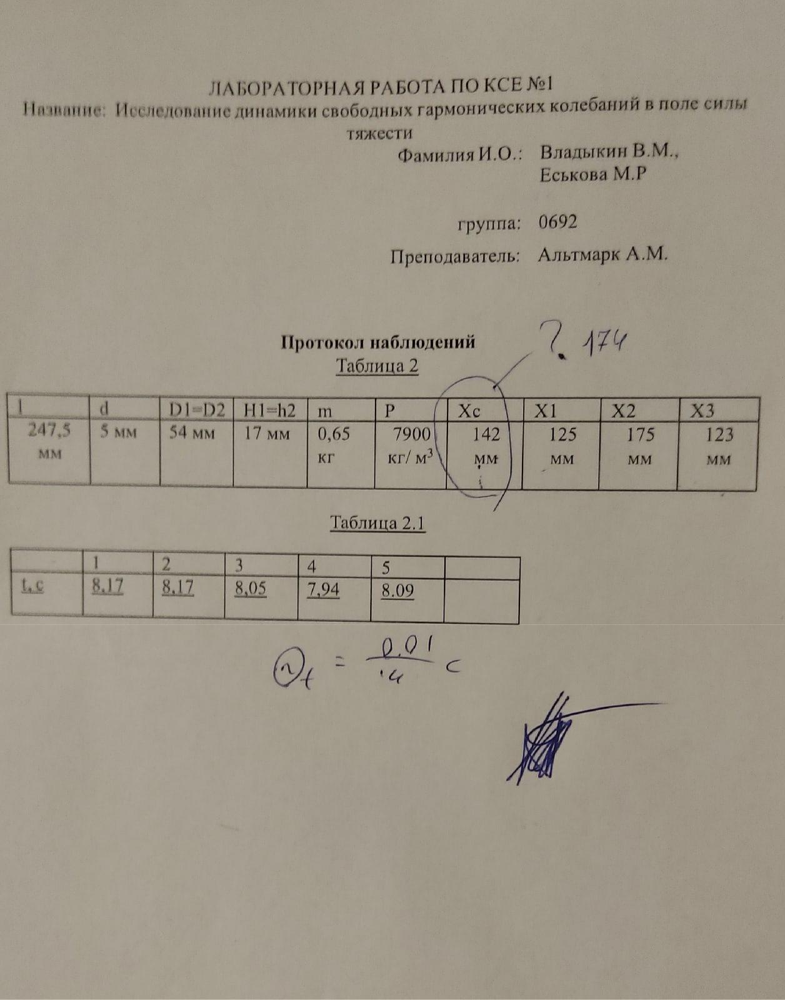 ЛАБОРАТОРНАЯ РАБОТА ПО КСЕ №1
Название: Исследование динамики свободных гармонических колебаний в поле силы
тяжести
Фамилия И.О.: Владыкин В.М.,
Еськова М.Р
группа: 0692
Преподаватель: Альтмарк А.М.
? 174
Протокол наблюдений
Таблица 2
l d D1=D2 H1=h2 m P Xc X1 X2 X3
247,5 5 мм 54 мм 17 мм 0,65 7900 142 125 175 123
мм кг кг/ м³ мм мм мм мм
Таблица 2.1
1 2 3 4 5
t, c 8,17 8,17 8,05 7,94 8.09
= 0.01 c